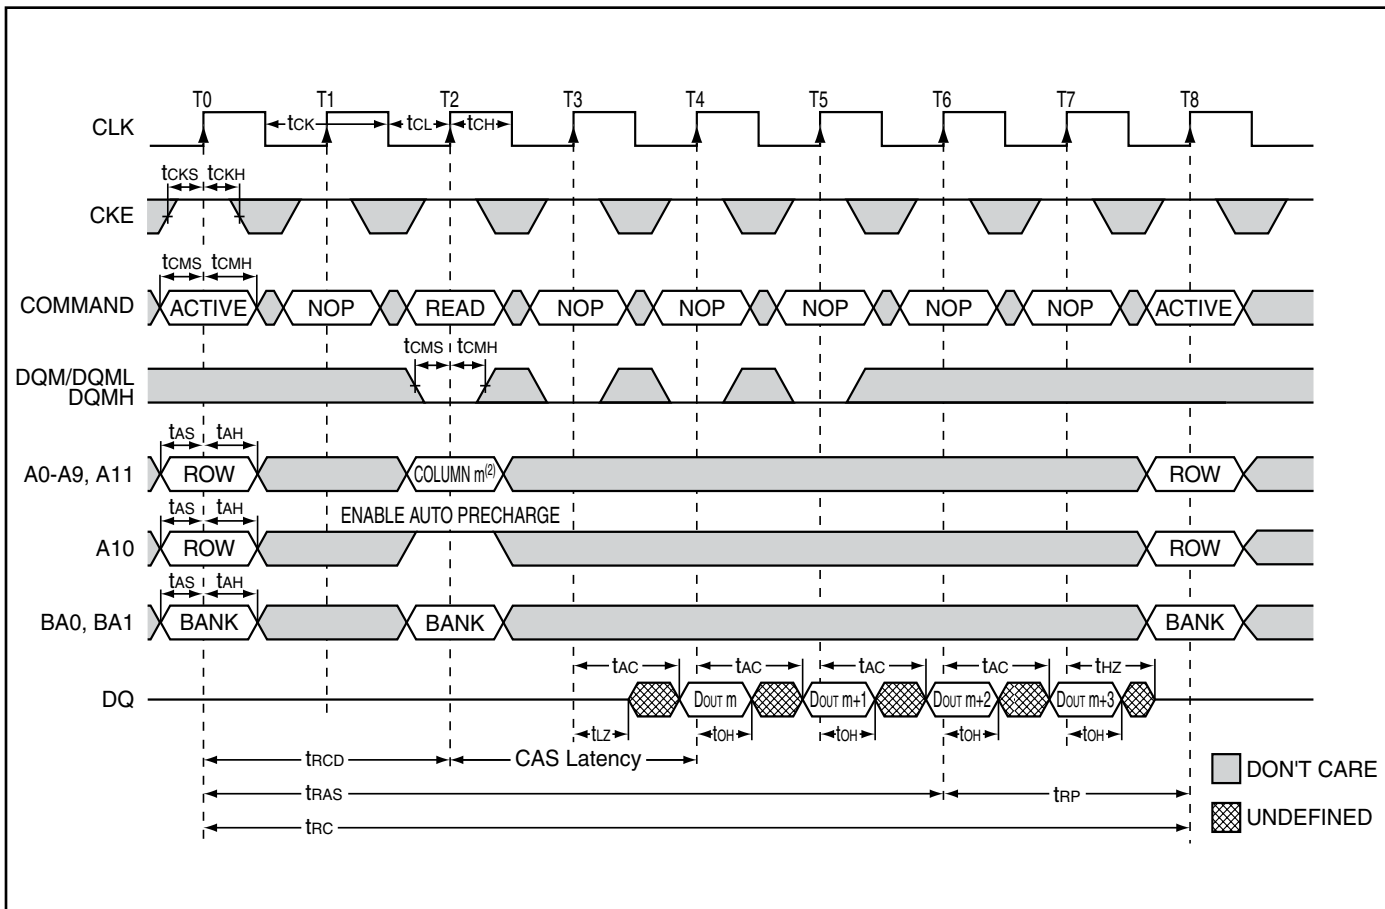 T0 T1 T2 T3 T4 T5 T6 T7 T8
CLK tCK tCL tCH
tCKS tCKH
CKE
tCMS tCMH
COMMAND ACTIVE NOP READ NOP NOP NOP NOP NOP ACTIVE
tCMS tCMH
DQM/DQML
DQMH
tAS tAH
A0-A9, A11 ROW COLUMN m(2) ROW
tAS tAH ENABLE AUTO PRECHARGE
A10 ROW ROW
tAS tAH
BA0, BA1 BANK BANK BANK
tAC tAC tAC tAC tHZ
DQ DOUT m DOUT m+1 DOUT m+2 DOUT m+3
tLZ tOH tOH tOH tOH
tRCD CAS Latency
DON'T CARE
tRAS tRP
UNDEFINED
tRC